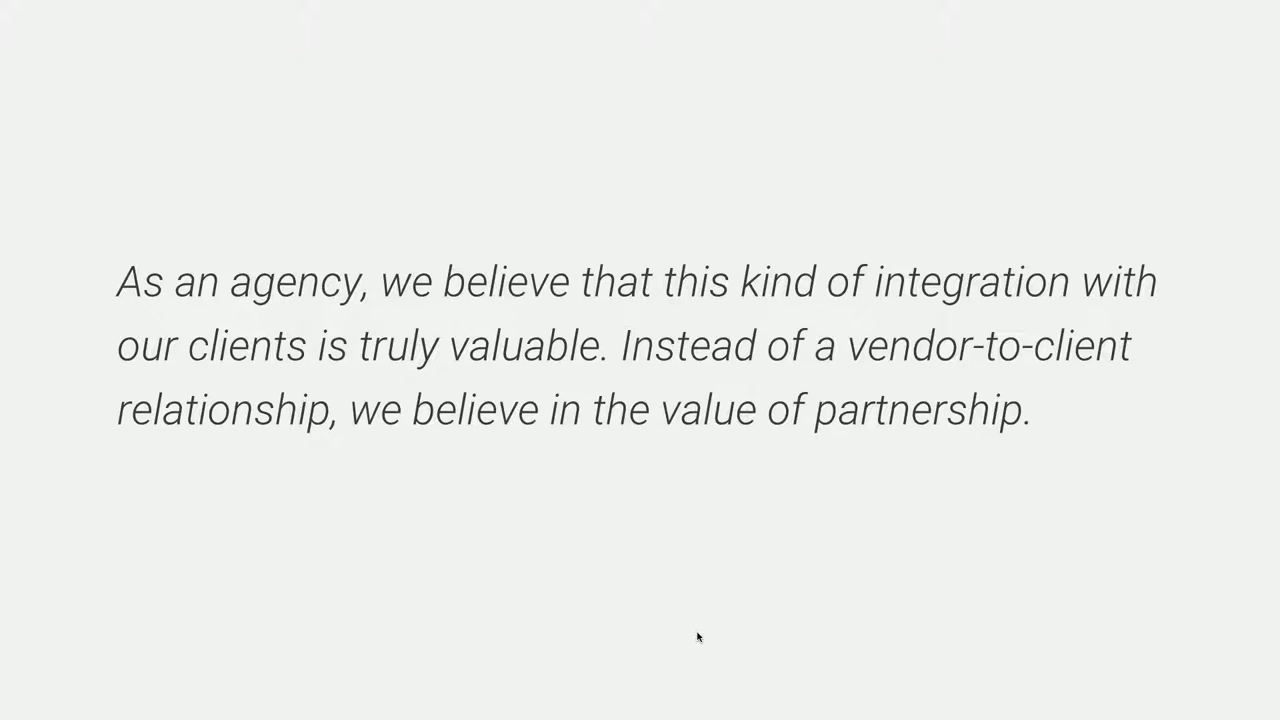 As an agency, we believe that this kind of integration with
our clients is truly valuable. Instead of a vendor-to-client
relationship, we believe in the value of partnership.